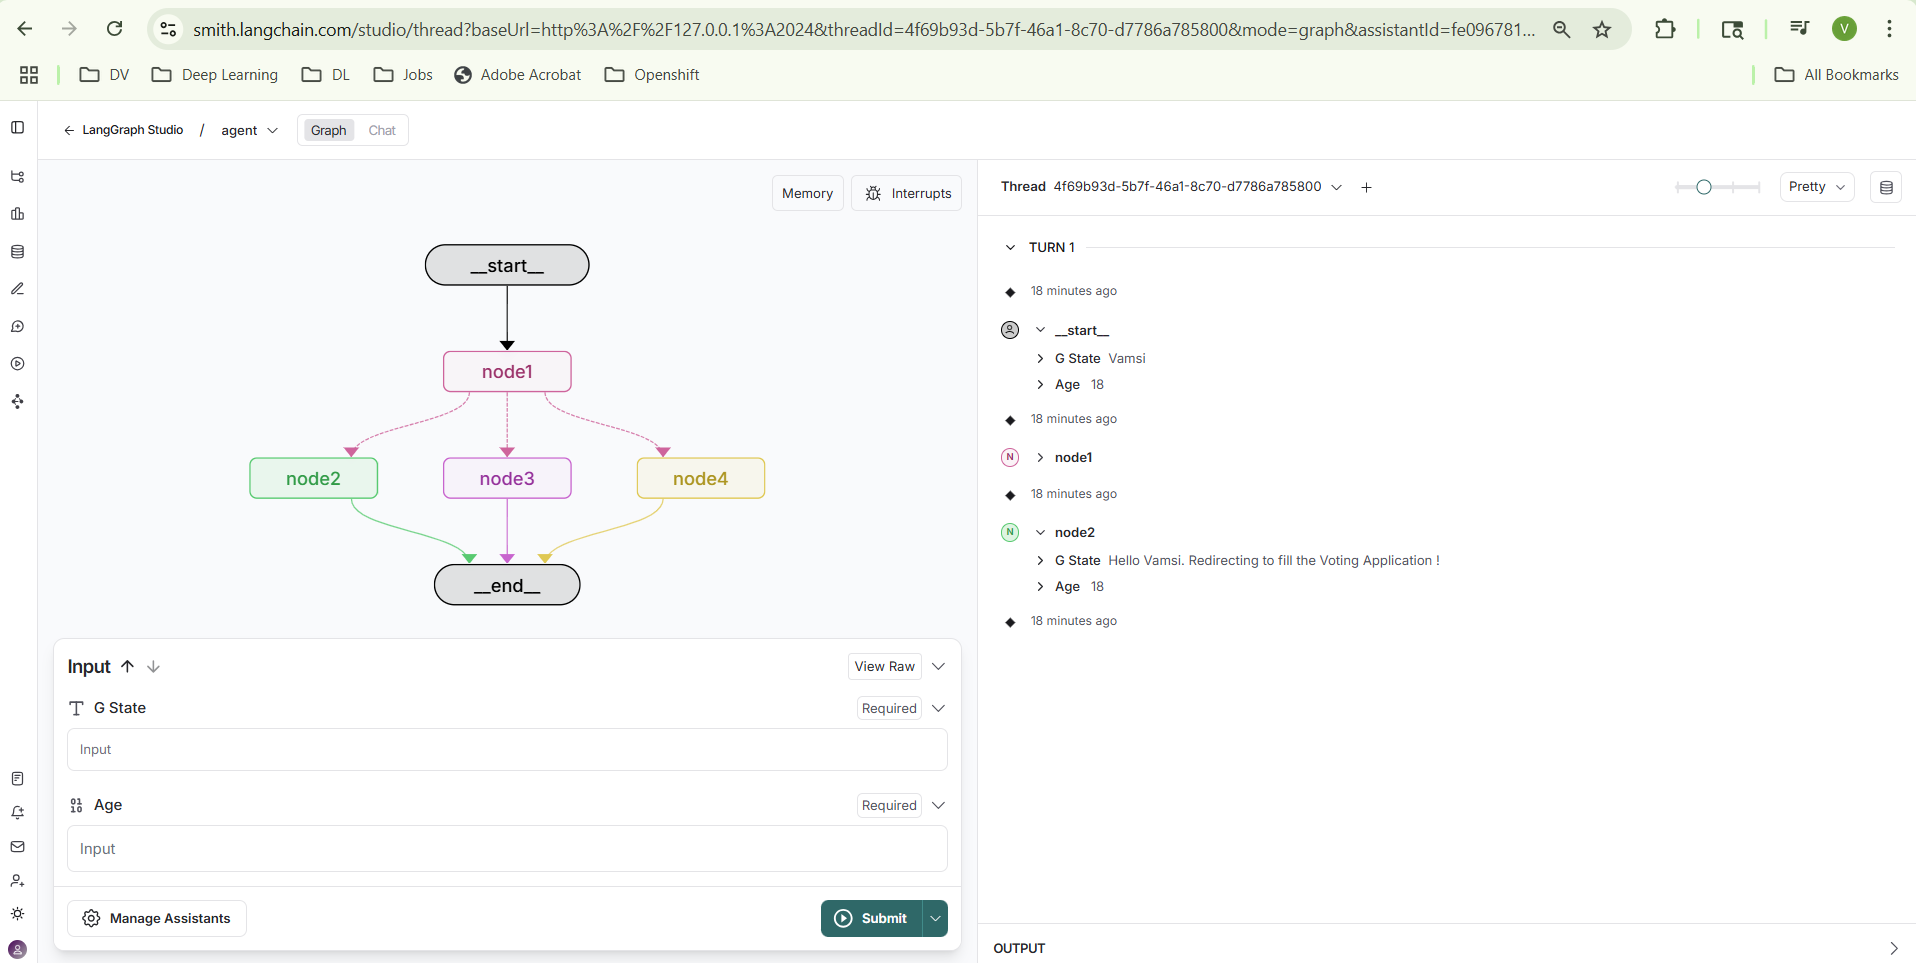 smith.langchain.com/studio/thread?baseUrl=http%3A%2F%2F127.0.0.1%3A2024&threadId=4f69b93d-5b7f-46a1-8c70-d7786a785800&mode=graph&assistantId=fe096781...
V
DV
Deep Learning
DL
Jobs
Adobe Acrobat
Openshift
All Bookmarks
LangGraph Studio / agent
Graph
Chat
Memory
Interrupts
__start__
node1
node2
node3
node4
__end__
Input
View Raw
G State
Required
Input
Age
Required
Input
Manage Assistants
Submit
Thread 4f69b93d-5b7f-46a1-8c70-d7786a785800
Pretty
TURN 1
18 minutes ago
__start__
G State Vamsi
Age 18
18 minutes ago
N node1
18 minutes ago
N node2
G State Hello Vamsi. Redirecting to fill the Voting Application !
Age 18
18 minutes ago
OUTPUT